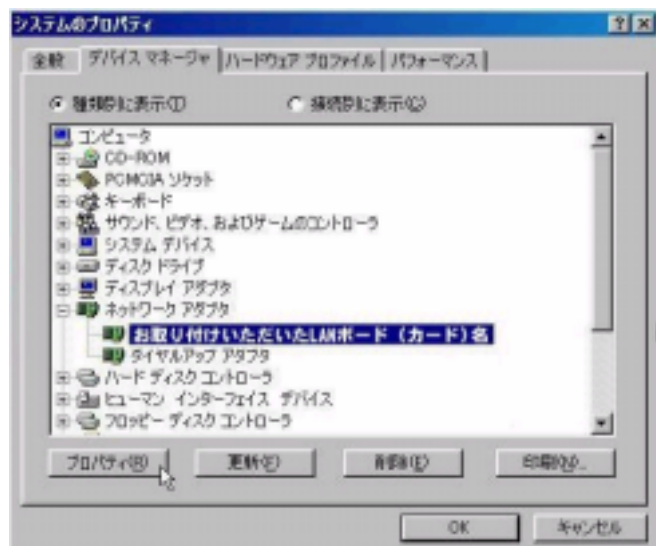 システムのプロパティ
全般 デバイス マネージャ ハードウェア プロファイル パフォーマンス
種類別に表示(T) 接続別に表示(C)
コンピュータ
CD-ROM
PCMCIA ソケット
キーボード
サウンド、ビデオ、およびゲームのコントローラ
システム デバイス
ディスク ドライブ
ディスプレイ アダプタ
ネットワーク アダプタ
お取り付けいただいたLANボード(カード)名
ダイヤルアップ アダプタ
ハード ディスク コントローラ
ヒューマン インターフェイス デバイス
フロッピー ディスク コントローラ
プロパティ(R) 更新(F) 削除(E) 印刷(N)...
OK キャンセル